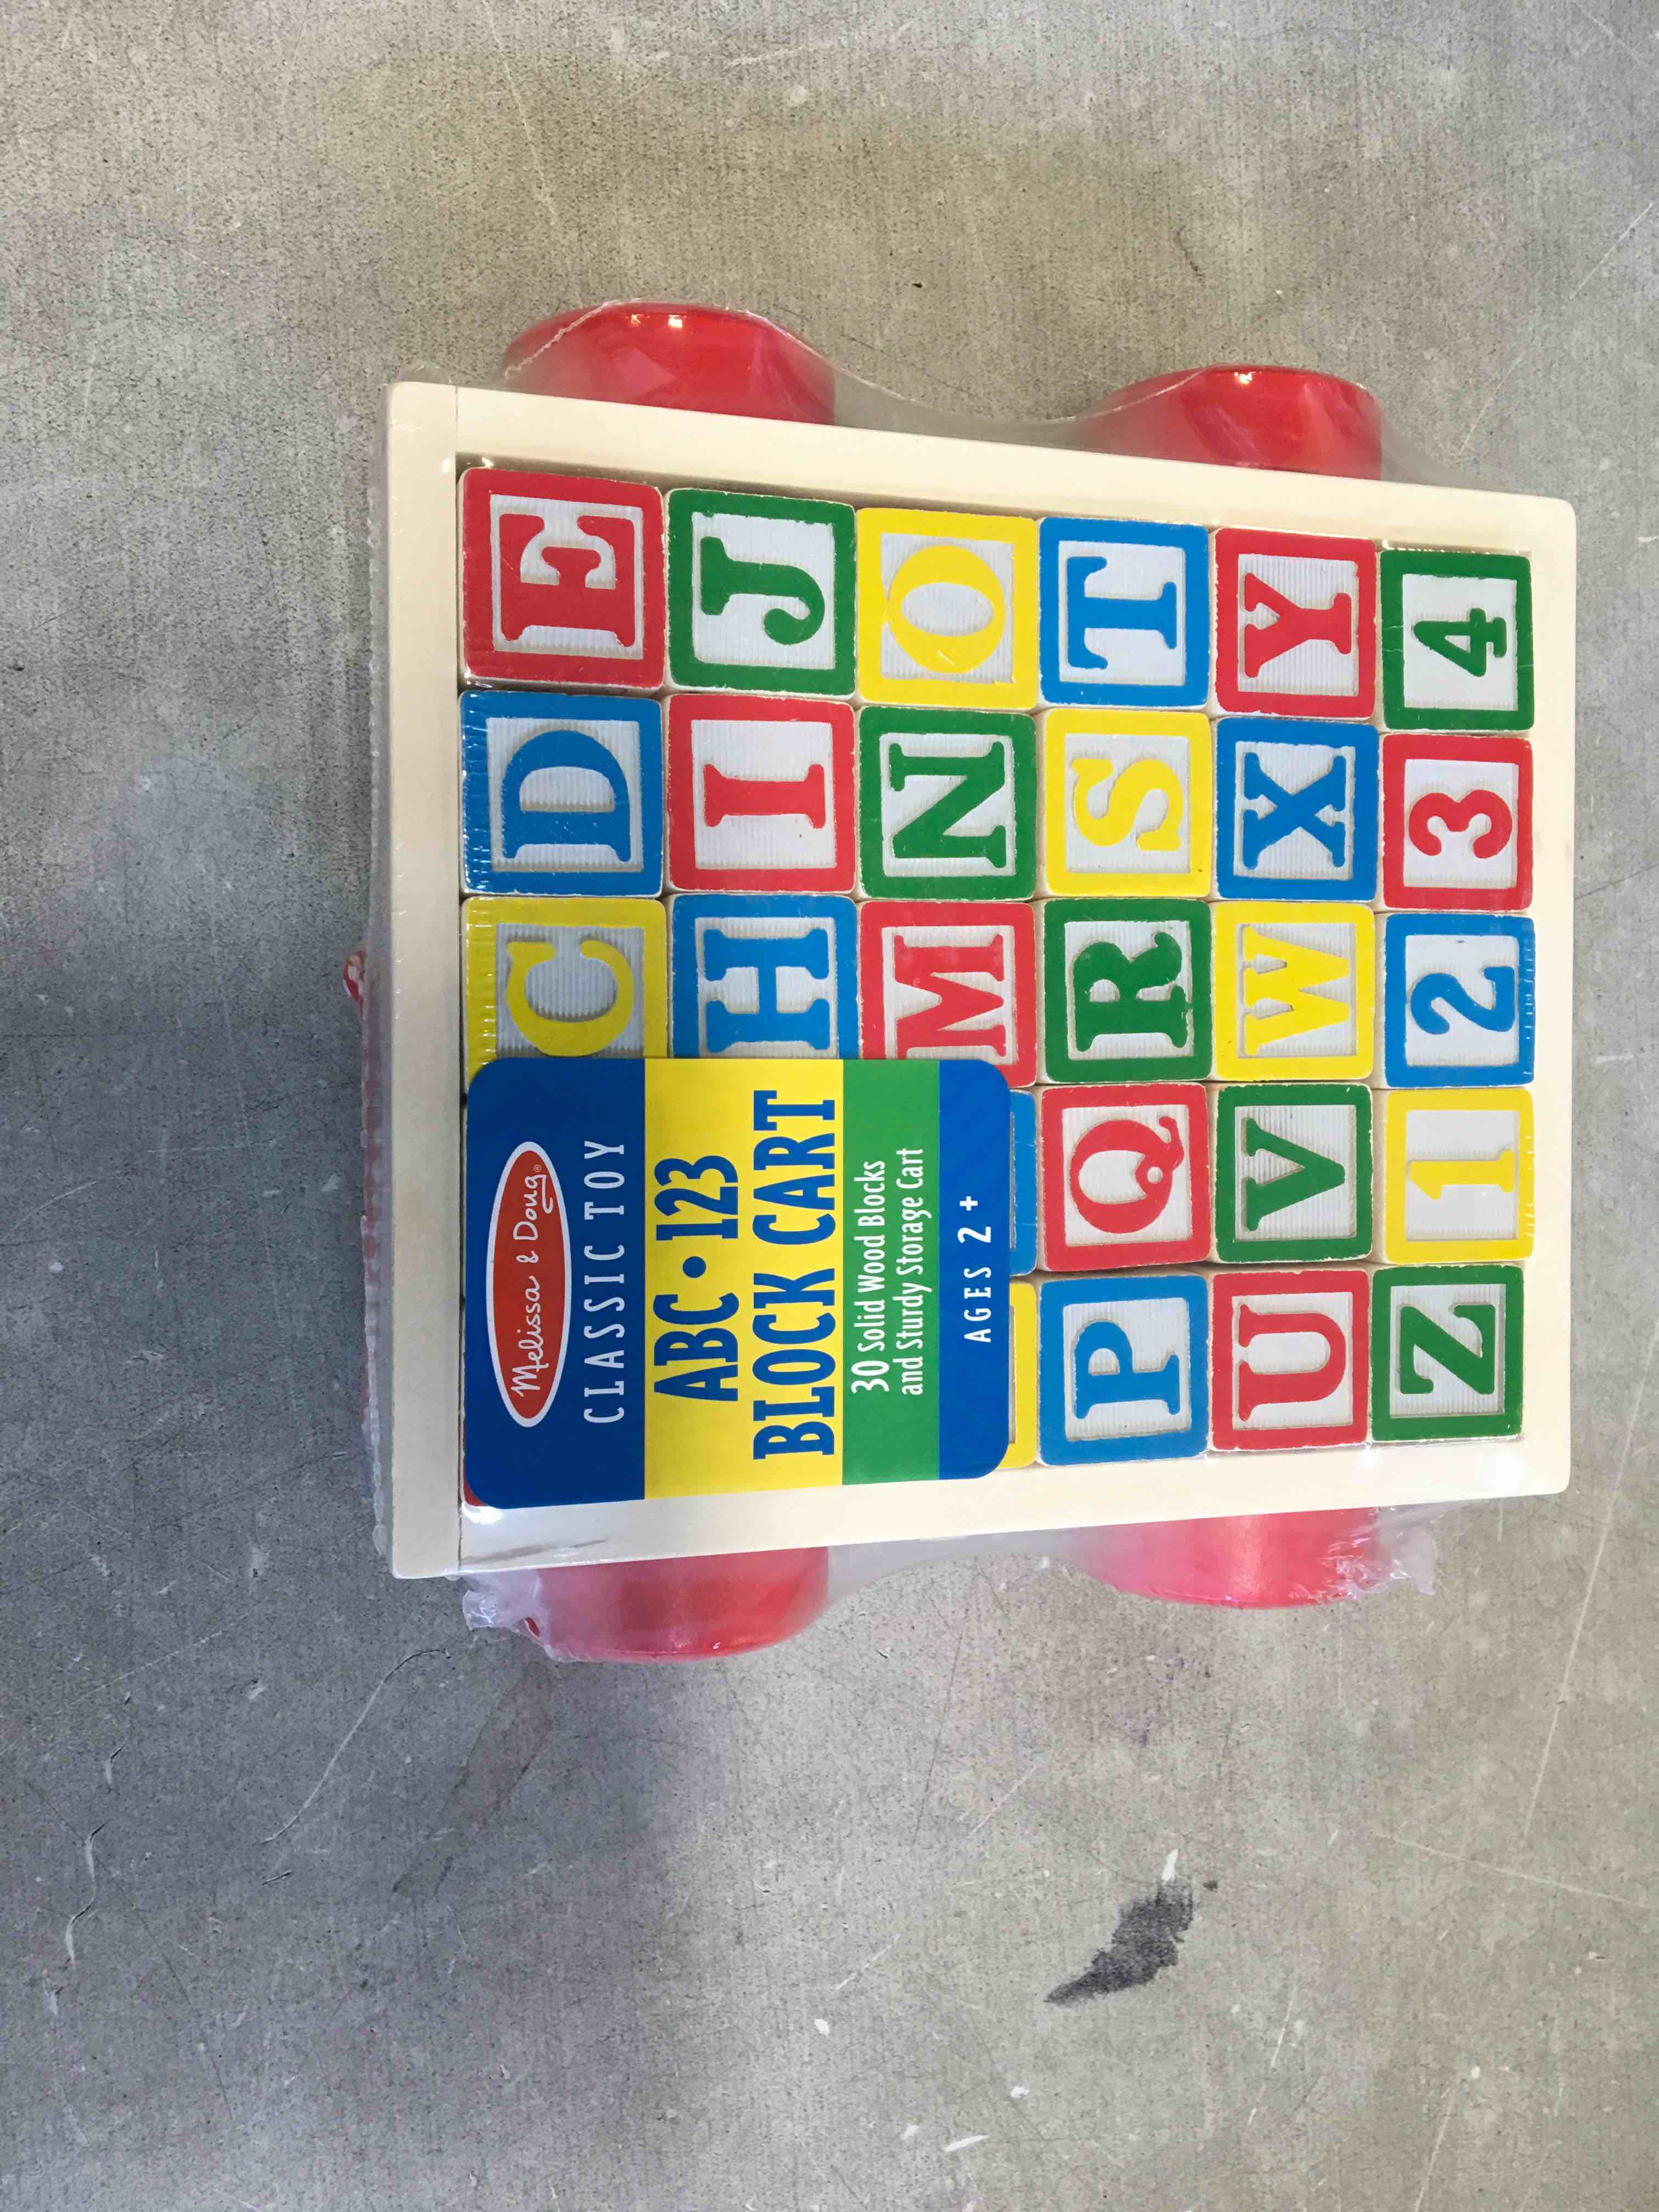 Melissa & Doug®
CLASSIC TOY
ABC•123
BLOCK CART
30 Solid Wood Blocks
and Sturdy Storage Cart
AGES 2+
C D E
H I J
M N O
P Q R S T
U V W X Y
Z 1 2 3 4